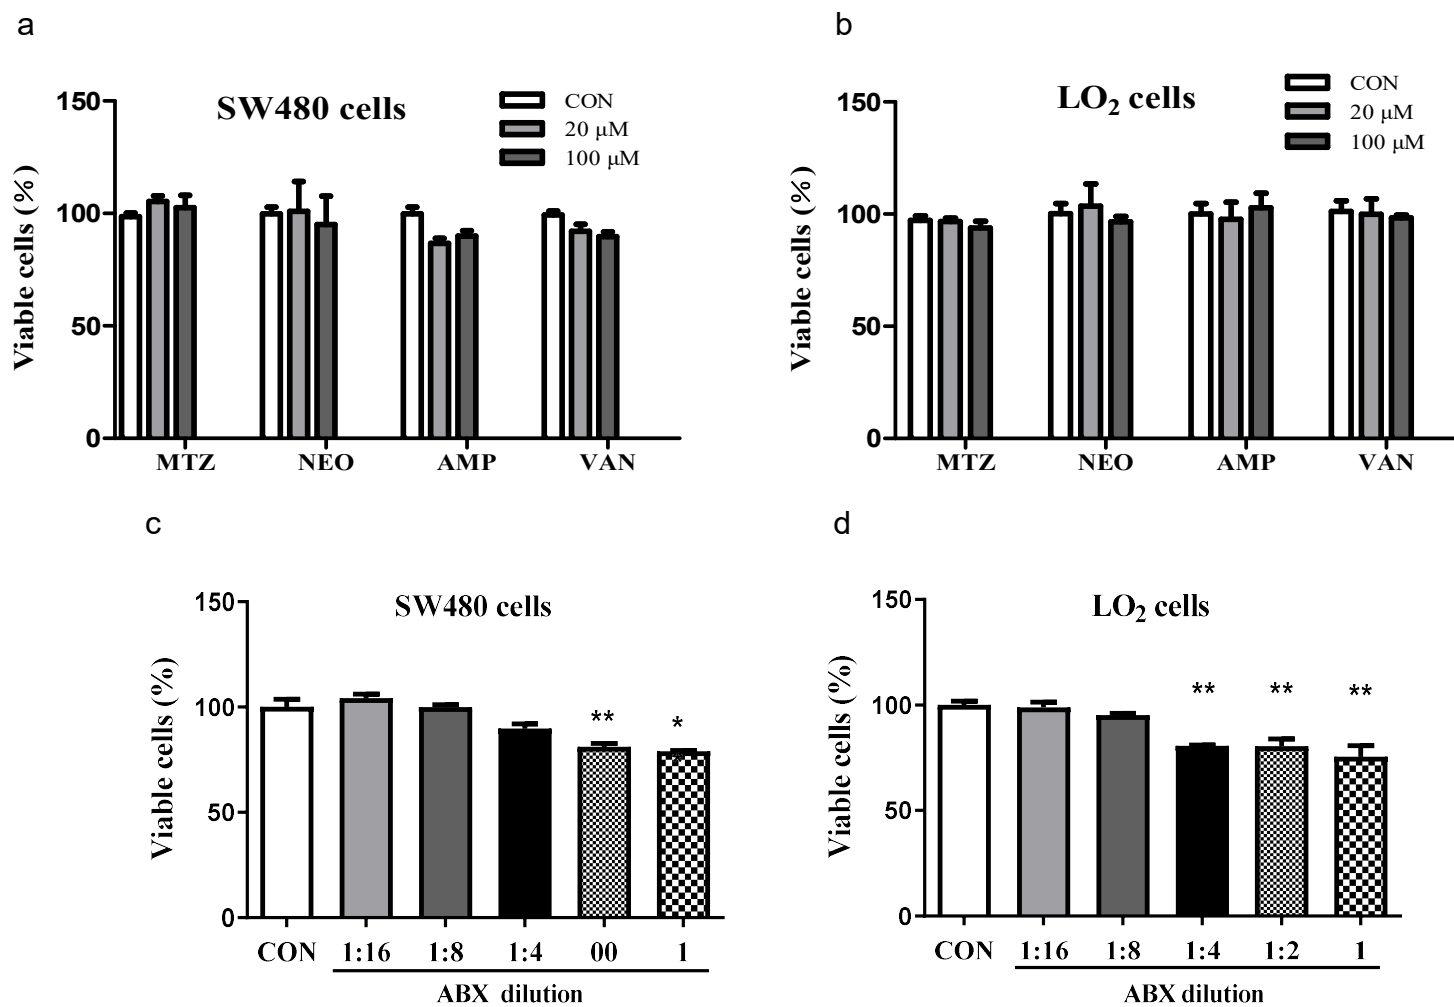 a
SW480 cells
CON
20 μM
100 μM
Viable cells (%)
150
100
50
0
MTZ NEO AMP VAN
b
LO2 cells
CON
20 μM
100 μM
Viable cells (%)
150
100
50
0
MTZ NEO AMP VAN
c
SW480 cells
Viable cells (%)
150
100
50
0
** *
CON 1:16 1:8 1:4 00 1
ABX dilution
d
LO2 cells
Viable cells (%)
150
100
50
0
** ** **
CON 1:16 1:8 1:4 1:2 1
ABX dilution